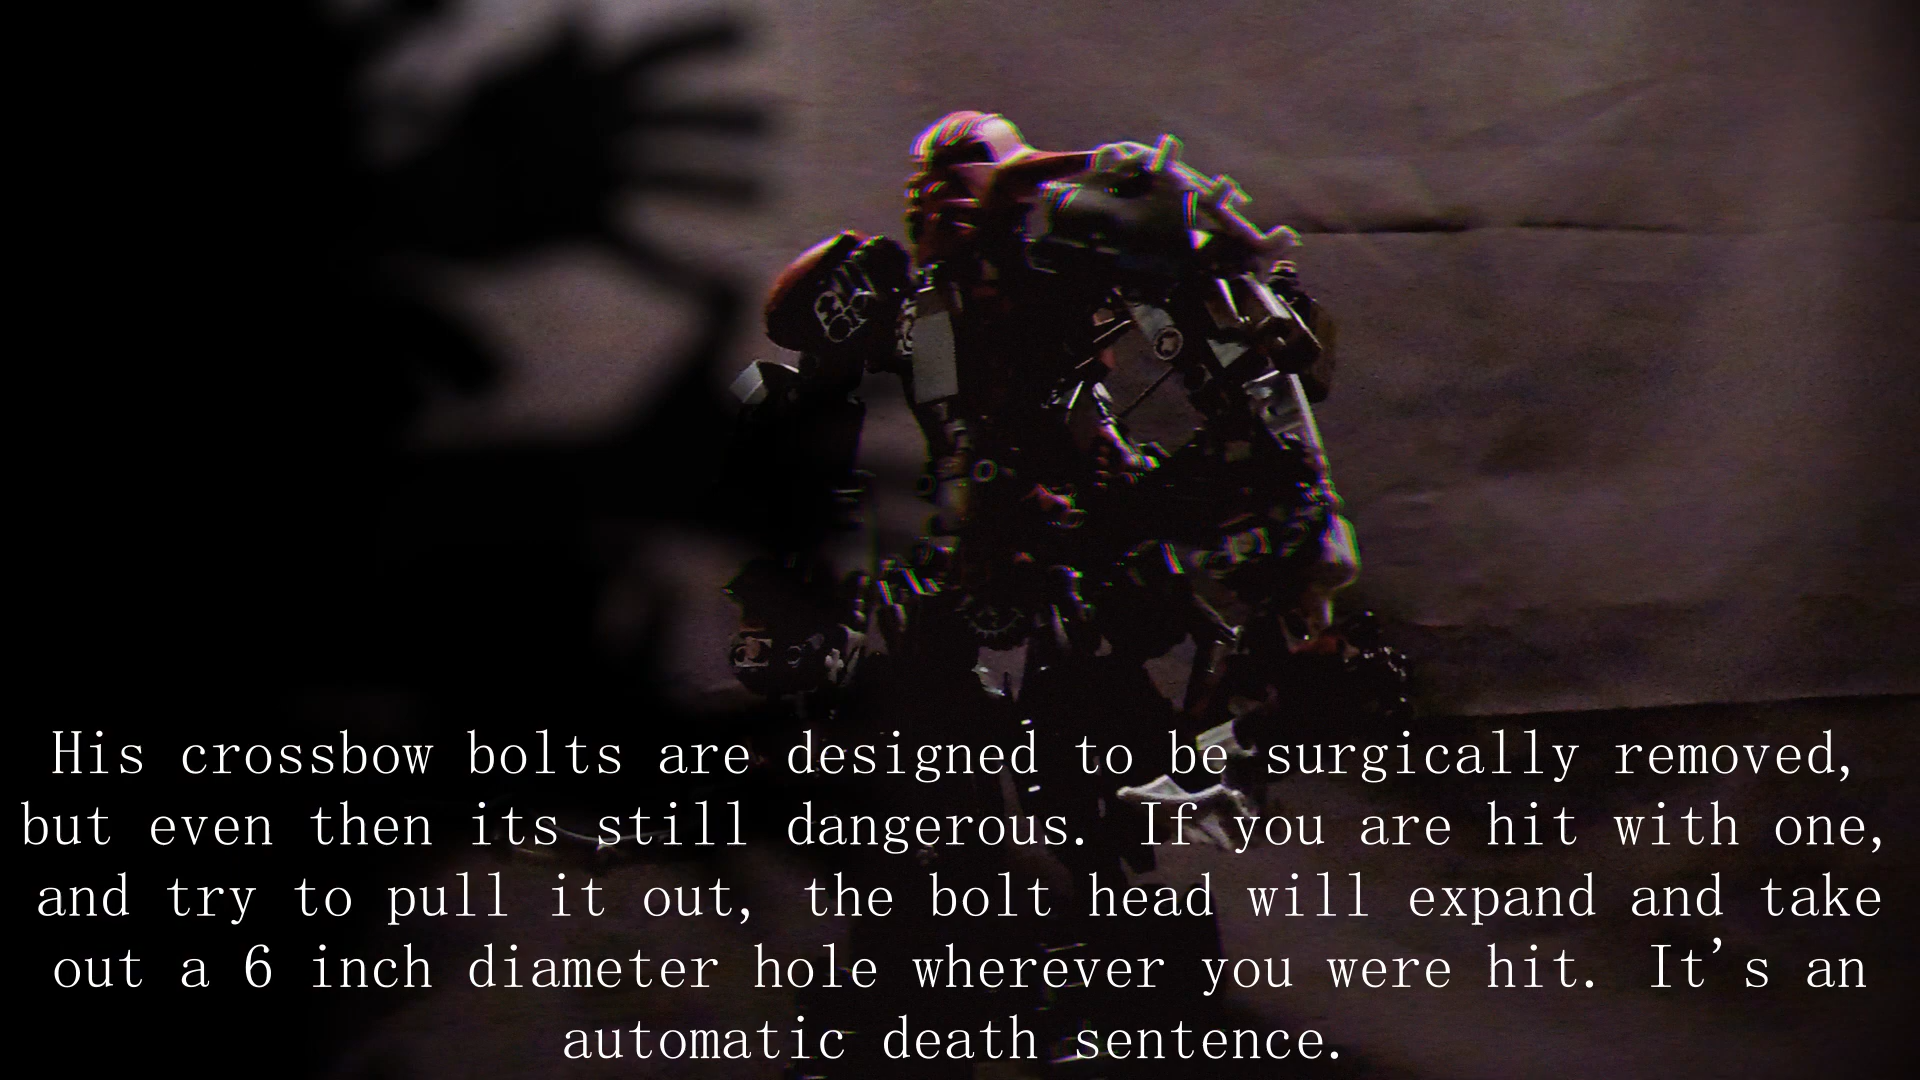 His crossbow bolts are designed to be surgically removed,
but even then its still dangerous. If you are hit with one,
and try to pull it out, the bolt head will expand and take
out a 6 inch diameter hole wherever you were hit. It's an
automatic death sentence.